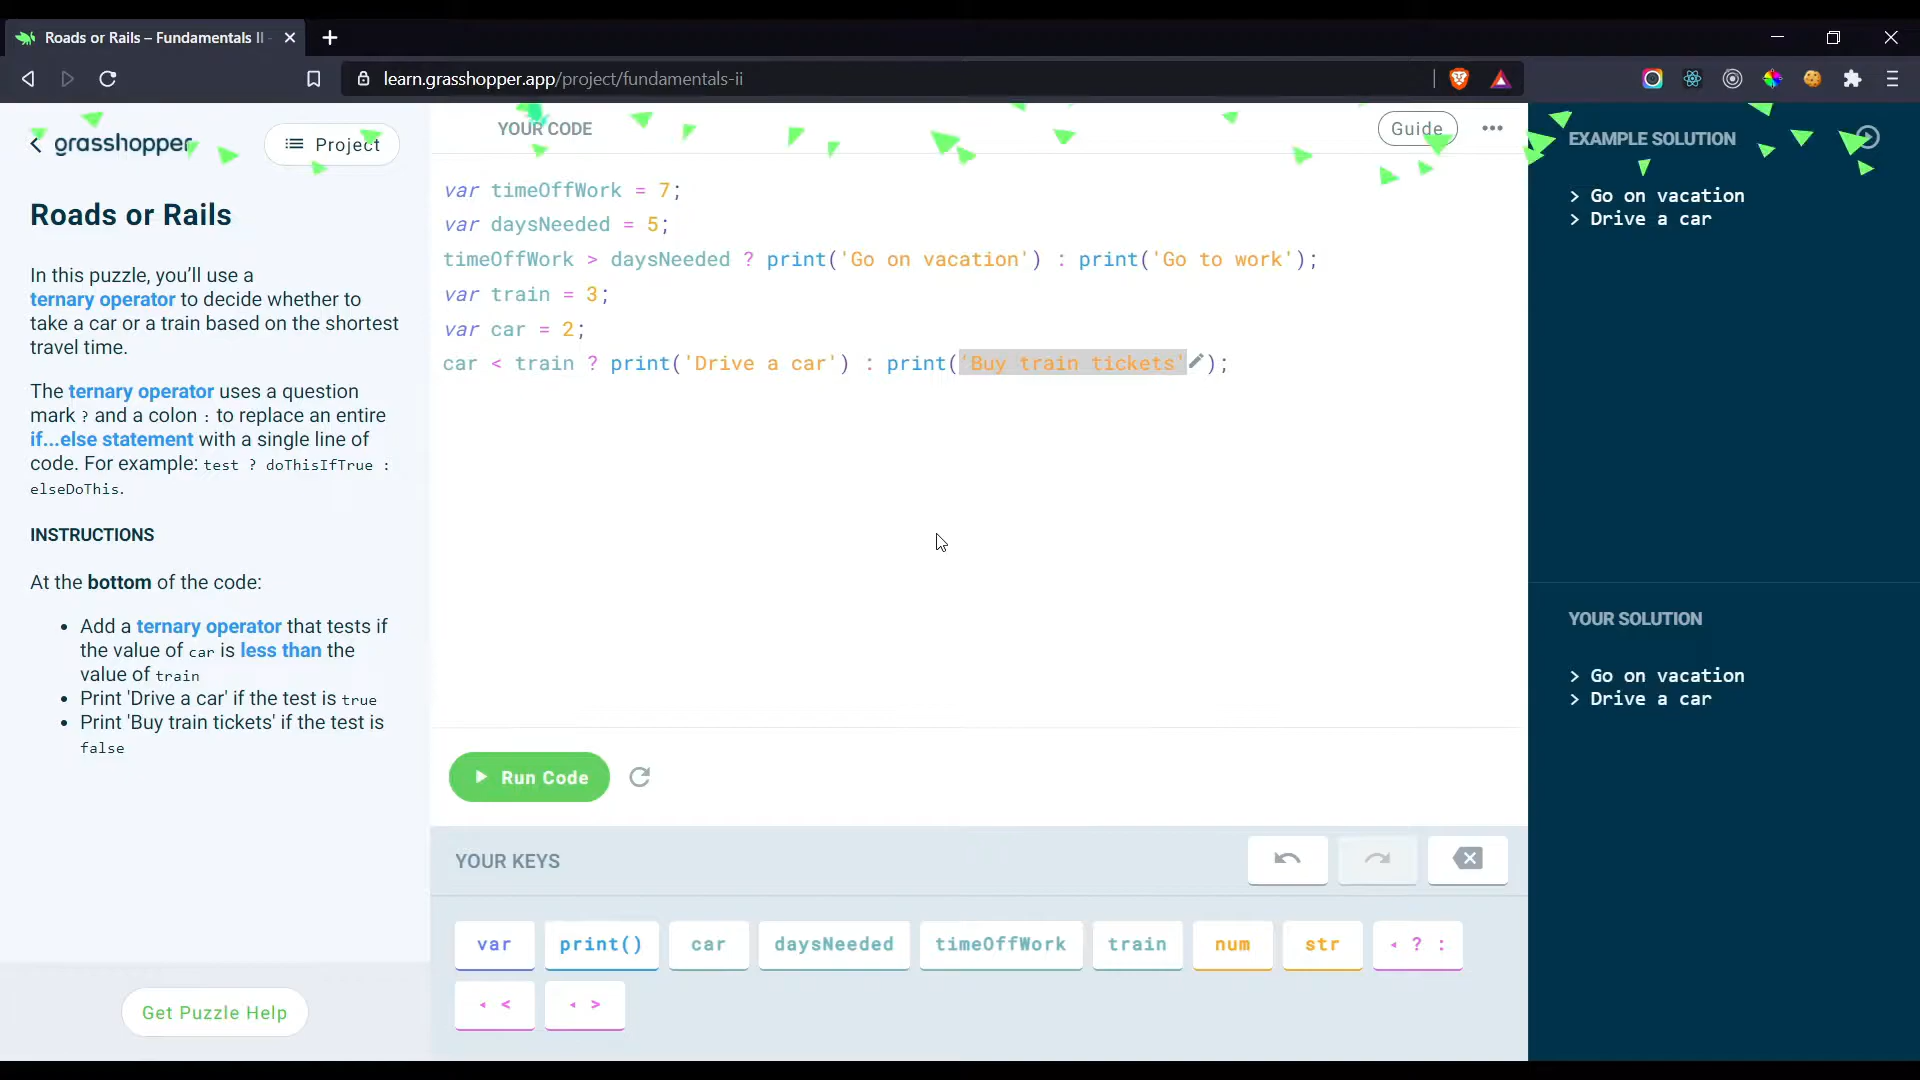 Roads or Rails – Fundamentals II -
learn.grasshopper.app/project/fundamentals-ii
grasshopper
Project
Roads or Rails
In this puzzle, you’ll use a
ternary operator to decide whether to
take a car or a train based on the shortest
travel time.
The ternary operator uses a question
mark ? and a colon : to replace an entire
if...else statement with a single line of
code. For example: test ? doThisIfTrue :
elseDoThis.
INSTRUCTIONS
At the bottom of the code:
• Add a ternary operator that tests if
the value of car is less than the
value of train
• Print 'Drive a car' if the test is true
• Print 'Buy train tickets' if the test is
false
Get Puzzle Help
YOUR CODE
Guide
var timeOffWork = 7;
var daysNeeded = 5;
timeOffWork > daysNeeded ? print('Go on vacation') : print('Go to work');
var train = 3;
var car = 2;
car < train ? print('Drive a car') : print('Buy train tickets');
Run Code
YOUR KEYS
var
print()
car
daysNeeded
timeOffWork
train
num
str
? :
<
>
EXAMPLE SOLUTION
> Go on vacation
> Drive a car
YOUR SOLUTION
> Go on vacation
> Drive a car